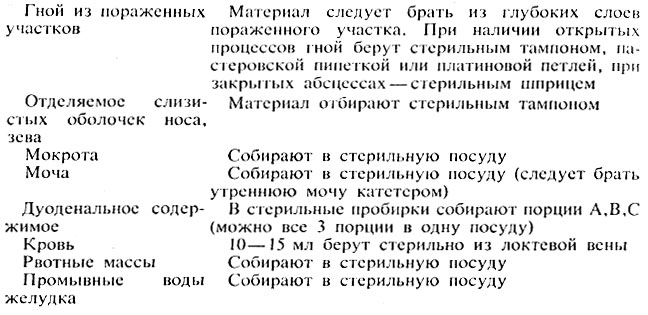 Гной из пораженных участков Материал следует брать из глубоких слоев
пораженного участка. При наличии открытых
процессов гной берут стерильным тампоном, пастеровской пипеткой или платиновой петлей, при
закрытых абсцессах — стерильным шприцем
Отделяемое слизистых оболочек носа, зева Материал отбирают стерильным тампоном
Мокрота Собирают в стерильную посуду
Моча Собирают в стерильную посуду (следует брать
утреннюю мочу катетером)
Дуоденальное содержимое В стерильные пробирки собирают порции А,В,С
(можно все 3 порции в одну посуду)
Кровь 10—15 мл берут стерильно из локтевой вены
Рвотные массы Собирают в стерильную посуду
Промывные воды желудка Собирают в стерильную посуду